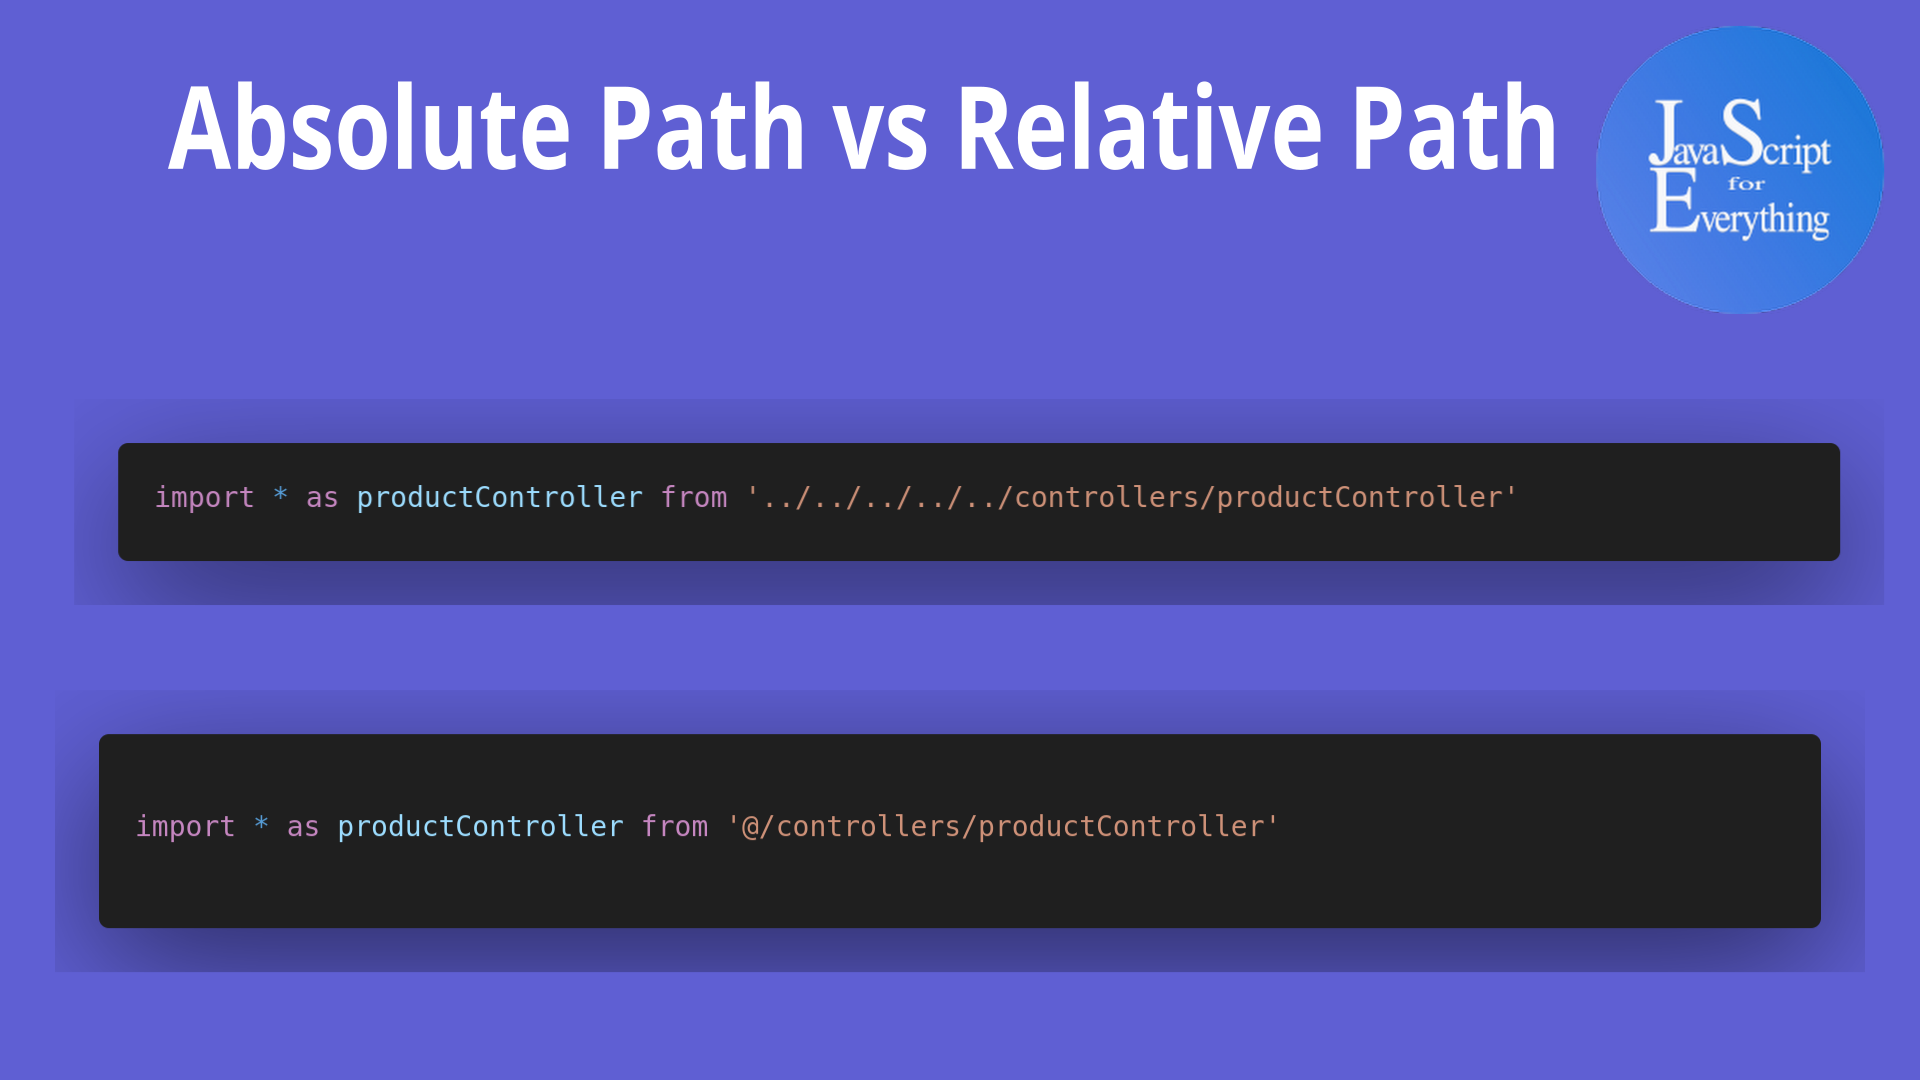 Absolute Path vs Relative Path
JavaScript
for
Everything
import * as productController from '../../../../../controllers/productController'
import * as productController from '@/controllers/productController'